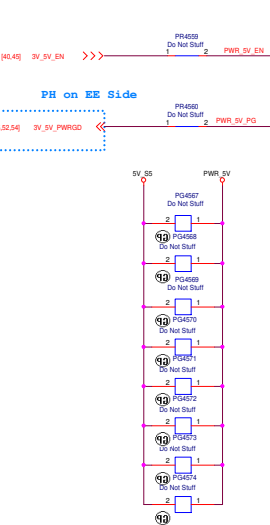 PR4559
Do Not Stuff
[40,45] 3V_5V_EN 1 2 PWR_5V_EN
PH on EE Side
PR4560
Do Not Stuff
,52,54] 3V_5V_PWRGD 1 2 PWR_5V_PG
5V_S5 PWR_5V
PG4567
Do Not Stuff
2 1
PG4568
Do Not Stuff
2 1
PG4569
Do Not Stuff
2 1
PG4570
Do Not Stuff
2 1
PG4571
Do Not Stuff
2 1
PG4572
Do Not Stuff
2 1
PG4573
Do Not Stuff
2 1
PG4574
Do Not Stuff
2 1